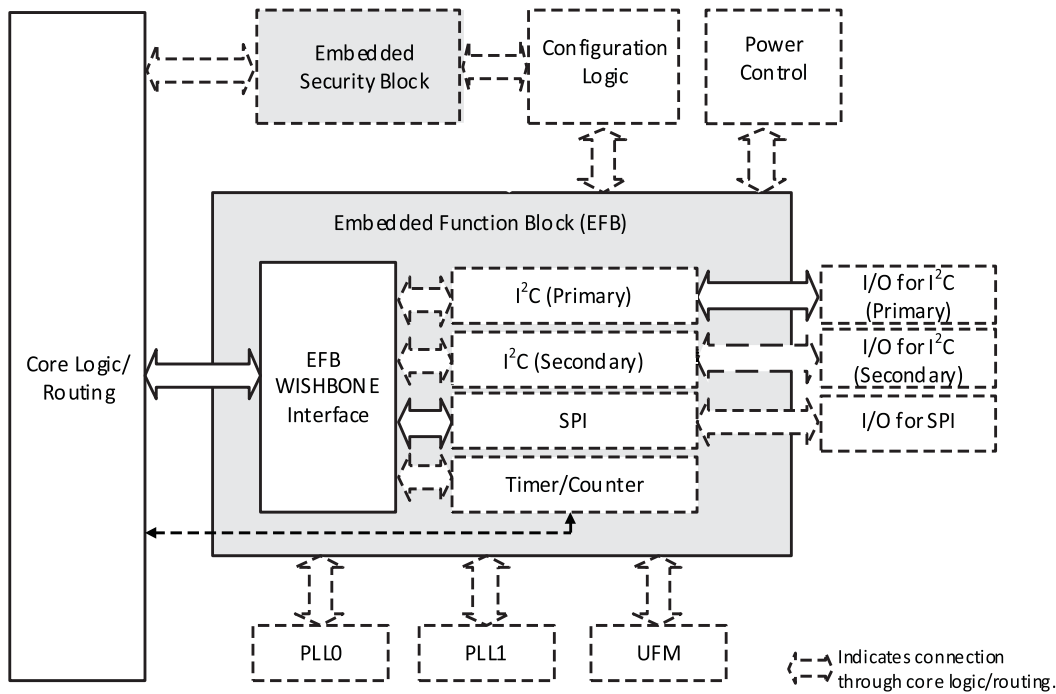 Embedded
Security Block
Configuration
Logic
Power
Control
Embedded Function Block (EFB)
Core Logic/
Routing
EFB
WISHBONE
Interface
I²C (Primary)
I²C (Secondary)
SPI
Timer/Counter
I/O for I²C
(Primary)
I/O for I²C
(Secondary)
I/O for SPI
PLL0
PLL1
UFM
Indicates connection
through core logic/routing.